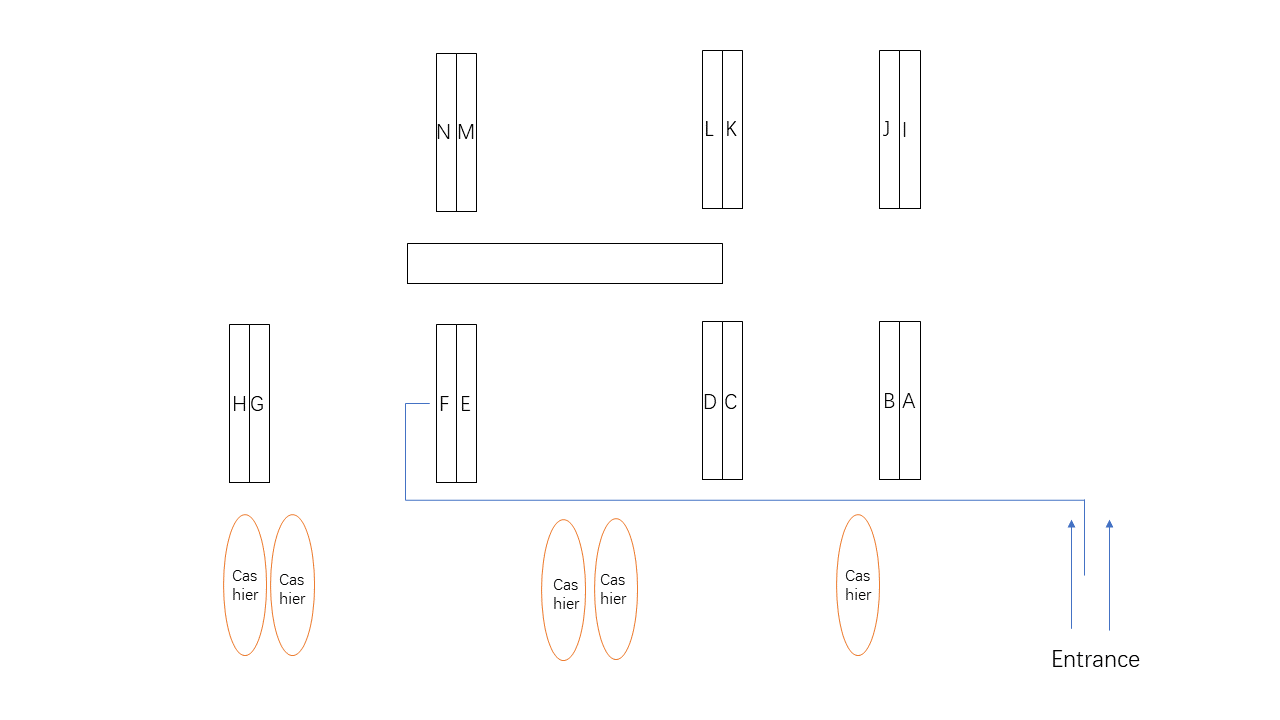 N M
L K
J I
H G
F E
D C
B A
Cas
hier
Cas
hier
Cas
hier
Cas
hier
Cas
hier
Entrance